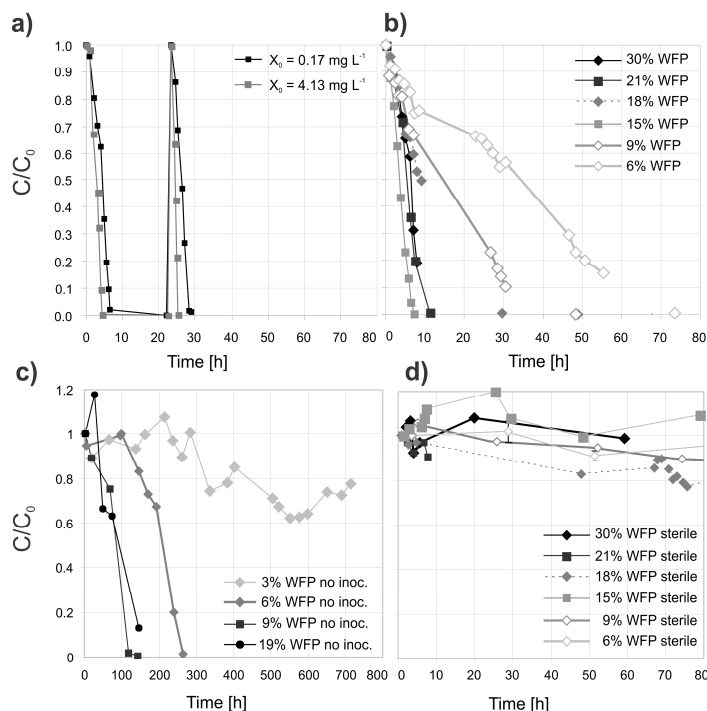 a)
1.0
0.9
0.8
0.7
0.6
0.5
0.4
0.3
0.2
0.1
0.0
C/C0
0 10 20 30 40 50 60 70 80
Time [h]
X0 = 0.17 mg L-1
X0 = 4.13 mg L-1
b)
0 10 20 30 40 50 60 70 80
Time [h]
30% WFP
21% WFP
18% WFP
15% WFP
9% WFP
6% WFP
c)
1.2
1
0.8
0.6
0.4
0.2
0
C/C0
0 100 200 300 400 500 600 700 800
Time [h]
3% WFP no inoc.
6% WFP no inoc.
9% WFP no inoc.
19% WFP no inoc.
d)
0 10 20 30 40 50 60 70 80
Time [h]
30% WFP sterile
21% WFP sterile
18% WFP sterile
15% WFP sterile
9% WFP sterile
6% WFP sterile